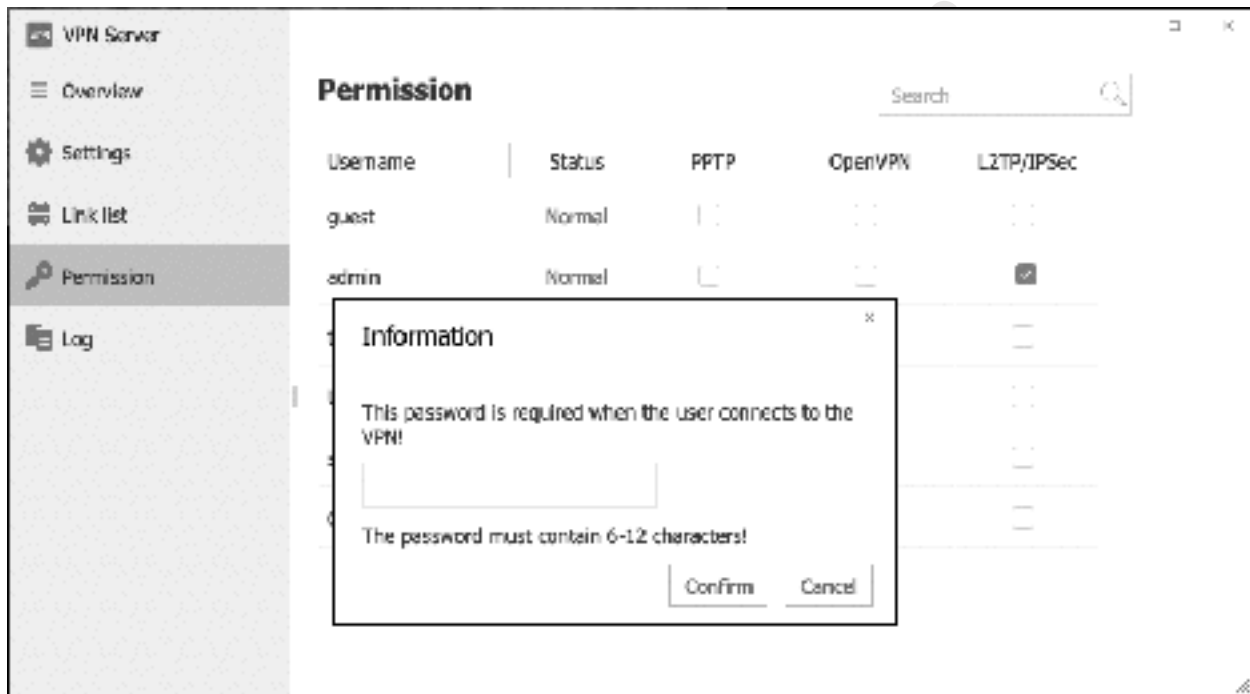 VPN Server
Overview
Settings
Link list
Permission
Log
Permission
Search
Username Status PPTP OpenVPN L2TP/IPSec
guest Normal
admin Normal
Information
This password is required when the user connects to the
VPN!
The password must contain 6-12 characters!
Confirm Cancel